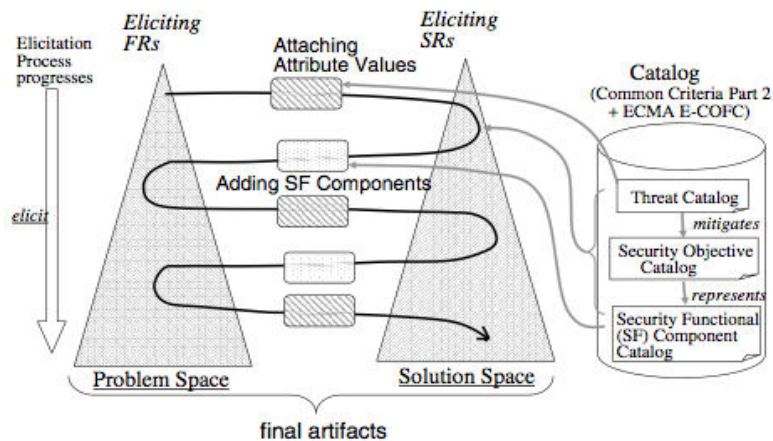 Elicitation
Process
progresses
elicit
Eliciting
FRs
Attaching
Attribute Values
Adding SF Components
Eliciting
SRs
Problem Space
Solution Space
final artifacts
Catalog
(Common Criteria Part 2
+ ECMA E-COFC)
Threat Catalog
mitigates
Security Objective
Catalog
represents
Security Functional
(SF) Component
Catalog